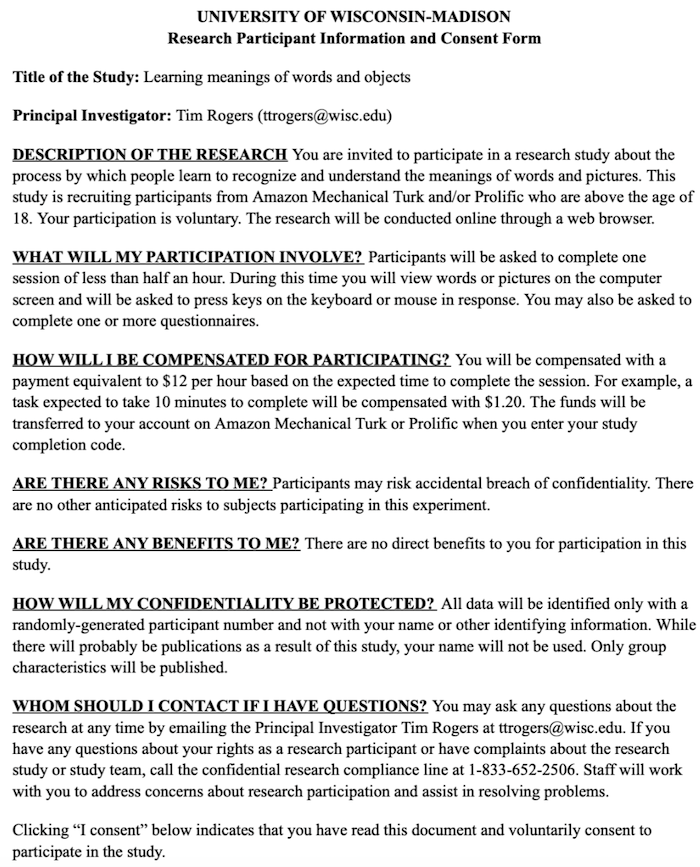 UNIVERSITY OF WISCONSIN-MADISON
Research Participant Information and Consent Form
Title of the Study: Learning meanings of words and objects
Principal Investigator: Tim Rogers (ttrogers@wisc.edu)
DESCRIPTION OF THE RESEARCH You are invited to participate in a research study about the
process by which people learn to recognize and understand the meanings of words and pictures. This
study is recruiting participants from Amazon Mechanical Turk and/or Prolific who are above the age of
18. Your participation is voluntary. The research will be conducted online through a web browser.
WHAT WILL MY PARTICIPATION INVOLVE? Participants will be asked to complete one
session of less than half an hour. During this time you will view words or pictures on the computer
screen and will be asked to press keys on the keyboard or mouse in response. You may also be asked to
complete one or more questionnaires.
HOW WILL I BE COMPENSATED FOR PARTICIPATING? You will be compensated with a
payment equivalent to $12 per hour based on the expected time to complete the session. For example, a
task expected to take 10 minutes to complete will be compensated with $1.20. The funds will be
transferred to your account on Amazon Mechanical Turk or Prolific when you enter your study
completion code.
ARE THERE ANY RISKS TO ME? Participants may risk accidental breach of confidentiality. There
are no other anticipated risks to subjects participating in this experiment.
ARE THERE ANY BENEFITS TO ME? There are no direct benefits to you for participation in this
study.
HOW WILL MY CONFIDENTIALITY BE PROTECTED? All data will be identified only with a
randomly-generated participant number and not with your name or other identifying information. While
there will probably be publications as a result of this study, your name will not be used. Only group
characteristics will be published.
WHOM SHOULD I CONTACT IF I HAVE QUESTIONS? You may ask any questions about the
research at any time by emailing the Principal Investigator Tim Rogers at ttrogers@wisc.edu. If you
have any questions about your rights as a research participant or have complaints about the research
study or study team, call the confidential research compliance line at 1-833-652-2506. Staff will work
with you to address concerns about research participation and assist in resolving problems.
Clicking “I consent” below indicates that you have read this document and voluntarily consent to
participate in the study.